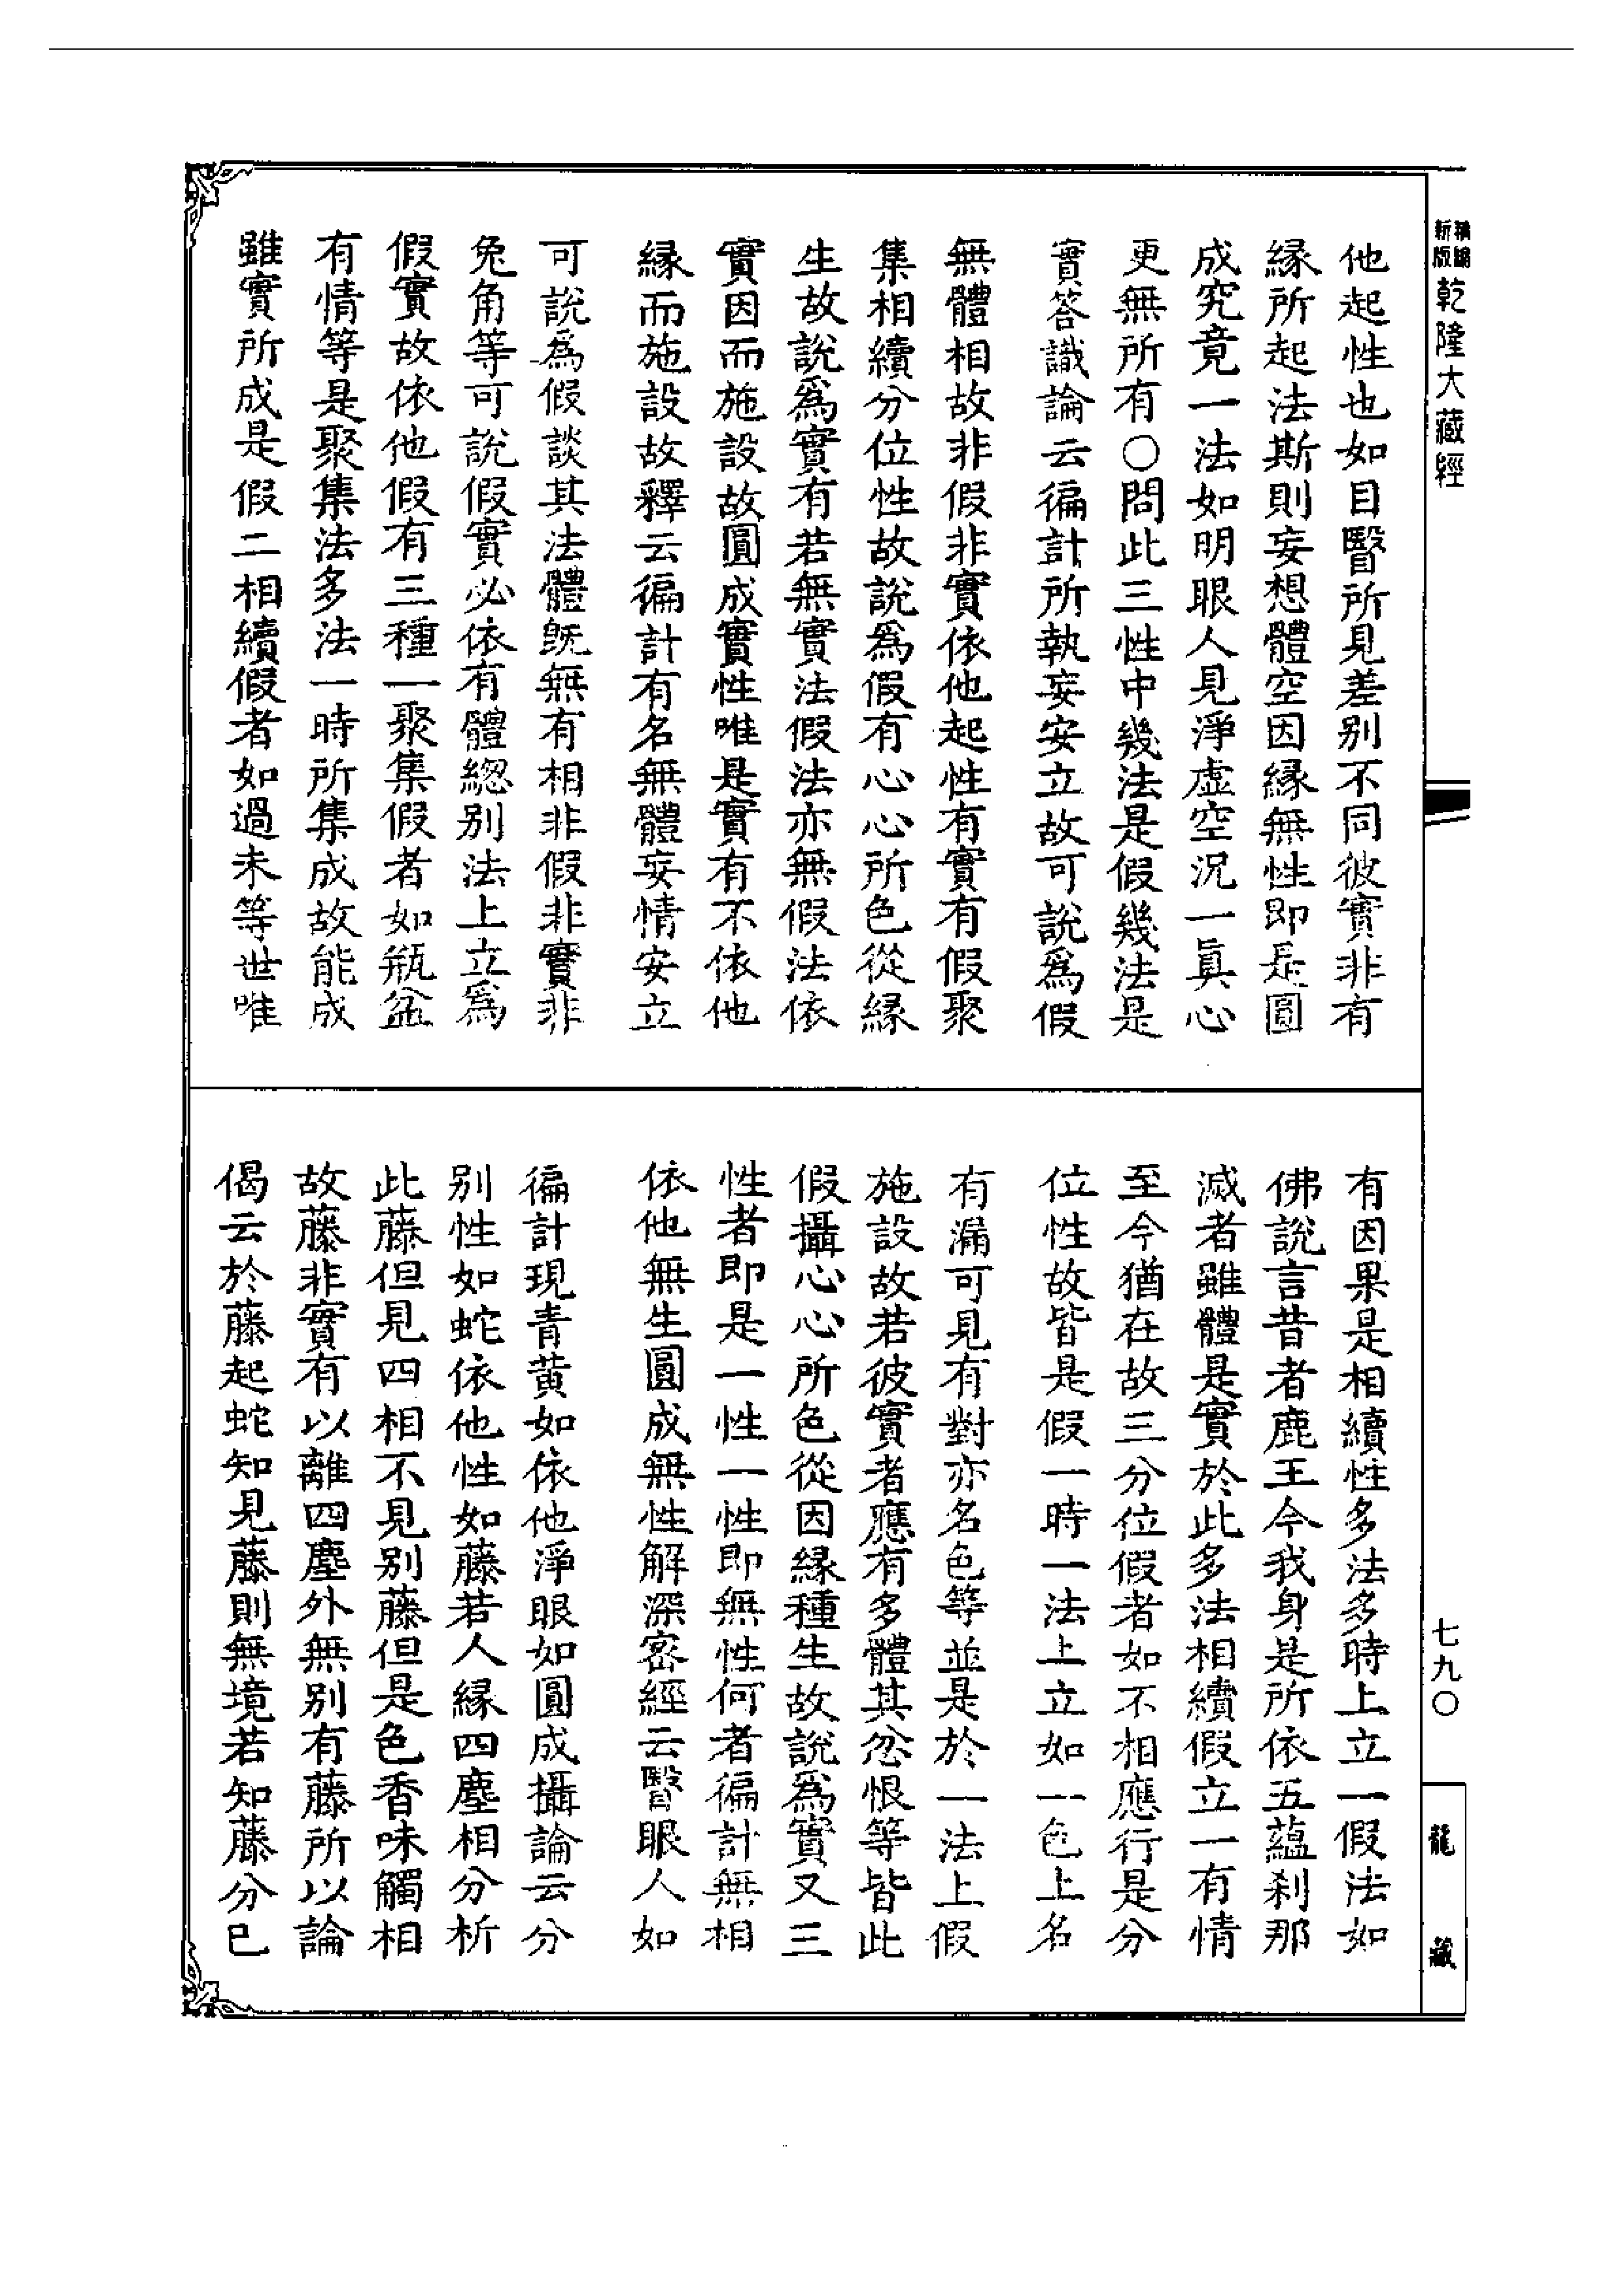 新編
縮版
乾隆大藏經
他起性也如目瞖所見差別不同彼實非有
緣所起法斯則妄想體空因緣無性即是圓
成究竟一法如明眼人見淨虛空況一眞心
更無所有○問此三性中幾法是假幾法是
實答識論云徧計所執妄安立故可說爲假
無體相故非假非實依他起性有實有假聚
集相續分位性故說爲假有心心所色從緣
生故說爲實有若無實法假法亦無假法依
實因而施設故圓成實性唯是實有不依他
緣而施設故釋云徧計有名無體妄情安立
可說爲假談其法體旣無有相非假非實非
兔角等可說假實必依有體總別法上立爲
假實故依他假有三種一聚集假者如瓶盆
有情等是聚集法多法一時所集成故能成
雖實所成是假二相續假者如過未等世唯
有因果是相續性多法多時上立一假法如
佛說言昔者鹿王今我身是所依五蘊剎那
滅者雖體是實於此多法相續假立一有情
至今猶在故三分位假者如不相應行是分
位性故皆是假一時一法上立如一色上名
有漏可見有對亦名色等並是於一法上假
施設故若彼實者應有多體其忿恨等皆此
假攝心心所色從因緣種生故說爲實又三
性者即是一性一性即無性何者徧計無相
依他無生圓成無性解深密經云瞖眼人如
徧計現青黃如依他淨眼如圓成攝論云分
別性如蛇依他性如藤若人緣四塵相分析
此藤但見四相不見別藤但是色香味觸相
故藤非實有以離四塵外無別有藤所以論
偈云於藤起蛇知見藤則無境若知藤分已
七九○
龍藏